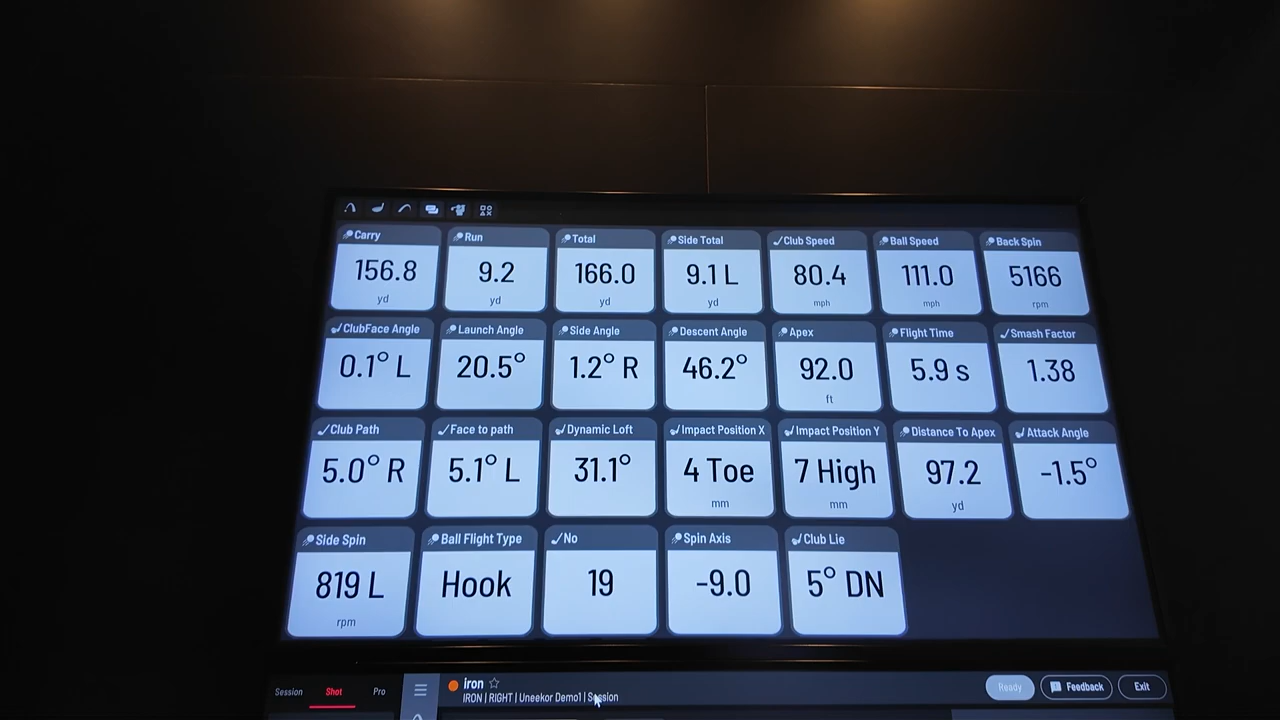 Carry Run Total Side Total Club Speed Ball Speed Back Spin
156.8 9.2 166.0 9.1 L 80.4 111.0 5166
yd yd yd yd mph mph rpm
ClubFace Angle Launch Angle Side Angle Descent Angle Apex Flight Time Smash Factor
0.1° L 20.5° 1.2° R 46.2° 92.0 5.9 s 1.38
ft
Club Path Face to path Dynamic Loft Impact Position X Impact Position Y Distance To Apex Attack Angle
5.0° R 5.1° L 31.1° 4 Toe 7 High 97.2 -1.5°
mm mm yd
Side Spin Ball Flight Type No Spin Axis Club Lie
819 L Hook 19 -9.0 5° DN
rpm
Session Shot Pro iron Ready Feedback Exit
IRON | RIGHT | Uneekor Demo1 | Session